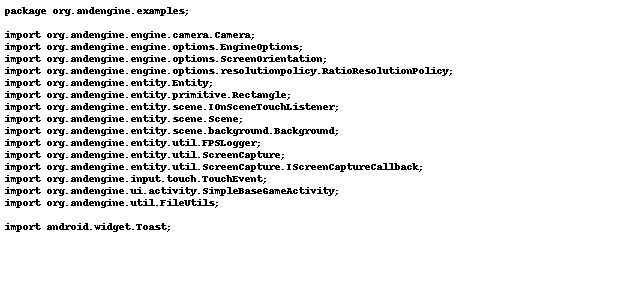 package org.andengine.examples;

import org.andengine.engine.camera.Camera;
import org.andengine.engine.options.EngineOptions;
import org.andengine.engine.options.ScreenOrientation;
import org.andengine.engine.options.resolutionpolicy.RatioResolutionPolicy;
import org.andengine.entity.Entity;
import org.andengine.entity.primitive.Rectangle;
import org.andengine.entity.scene.IOnSceneTouchListener;
import org.andengine.entity.scene.Scene;
import org.andengine.entity.scene.background.Background;
import org.andengine.entity.util.FPSLogger;
import org.andengine.entity.util.ScreenCapture;
import org.andengine.entity.util.ScreenCapture.IScreenCaptureCallback;
import org.andengine.input.touch.TouchEvent;
import org.andengine.ui.activity.SimpleBaseGameActivity;
import org.andengine.util.FileUtils;

import android.widget.Toast;